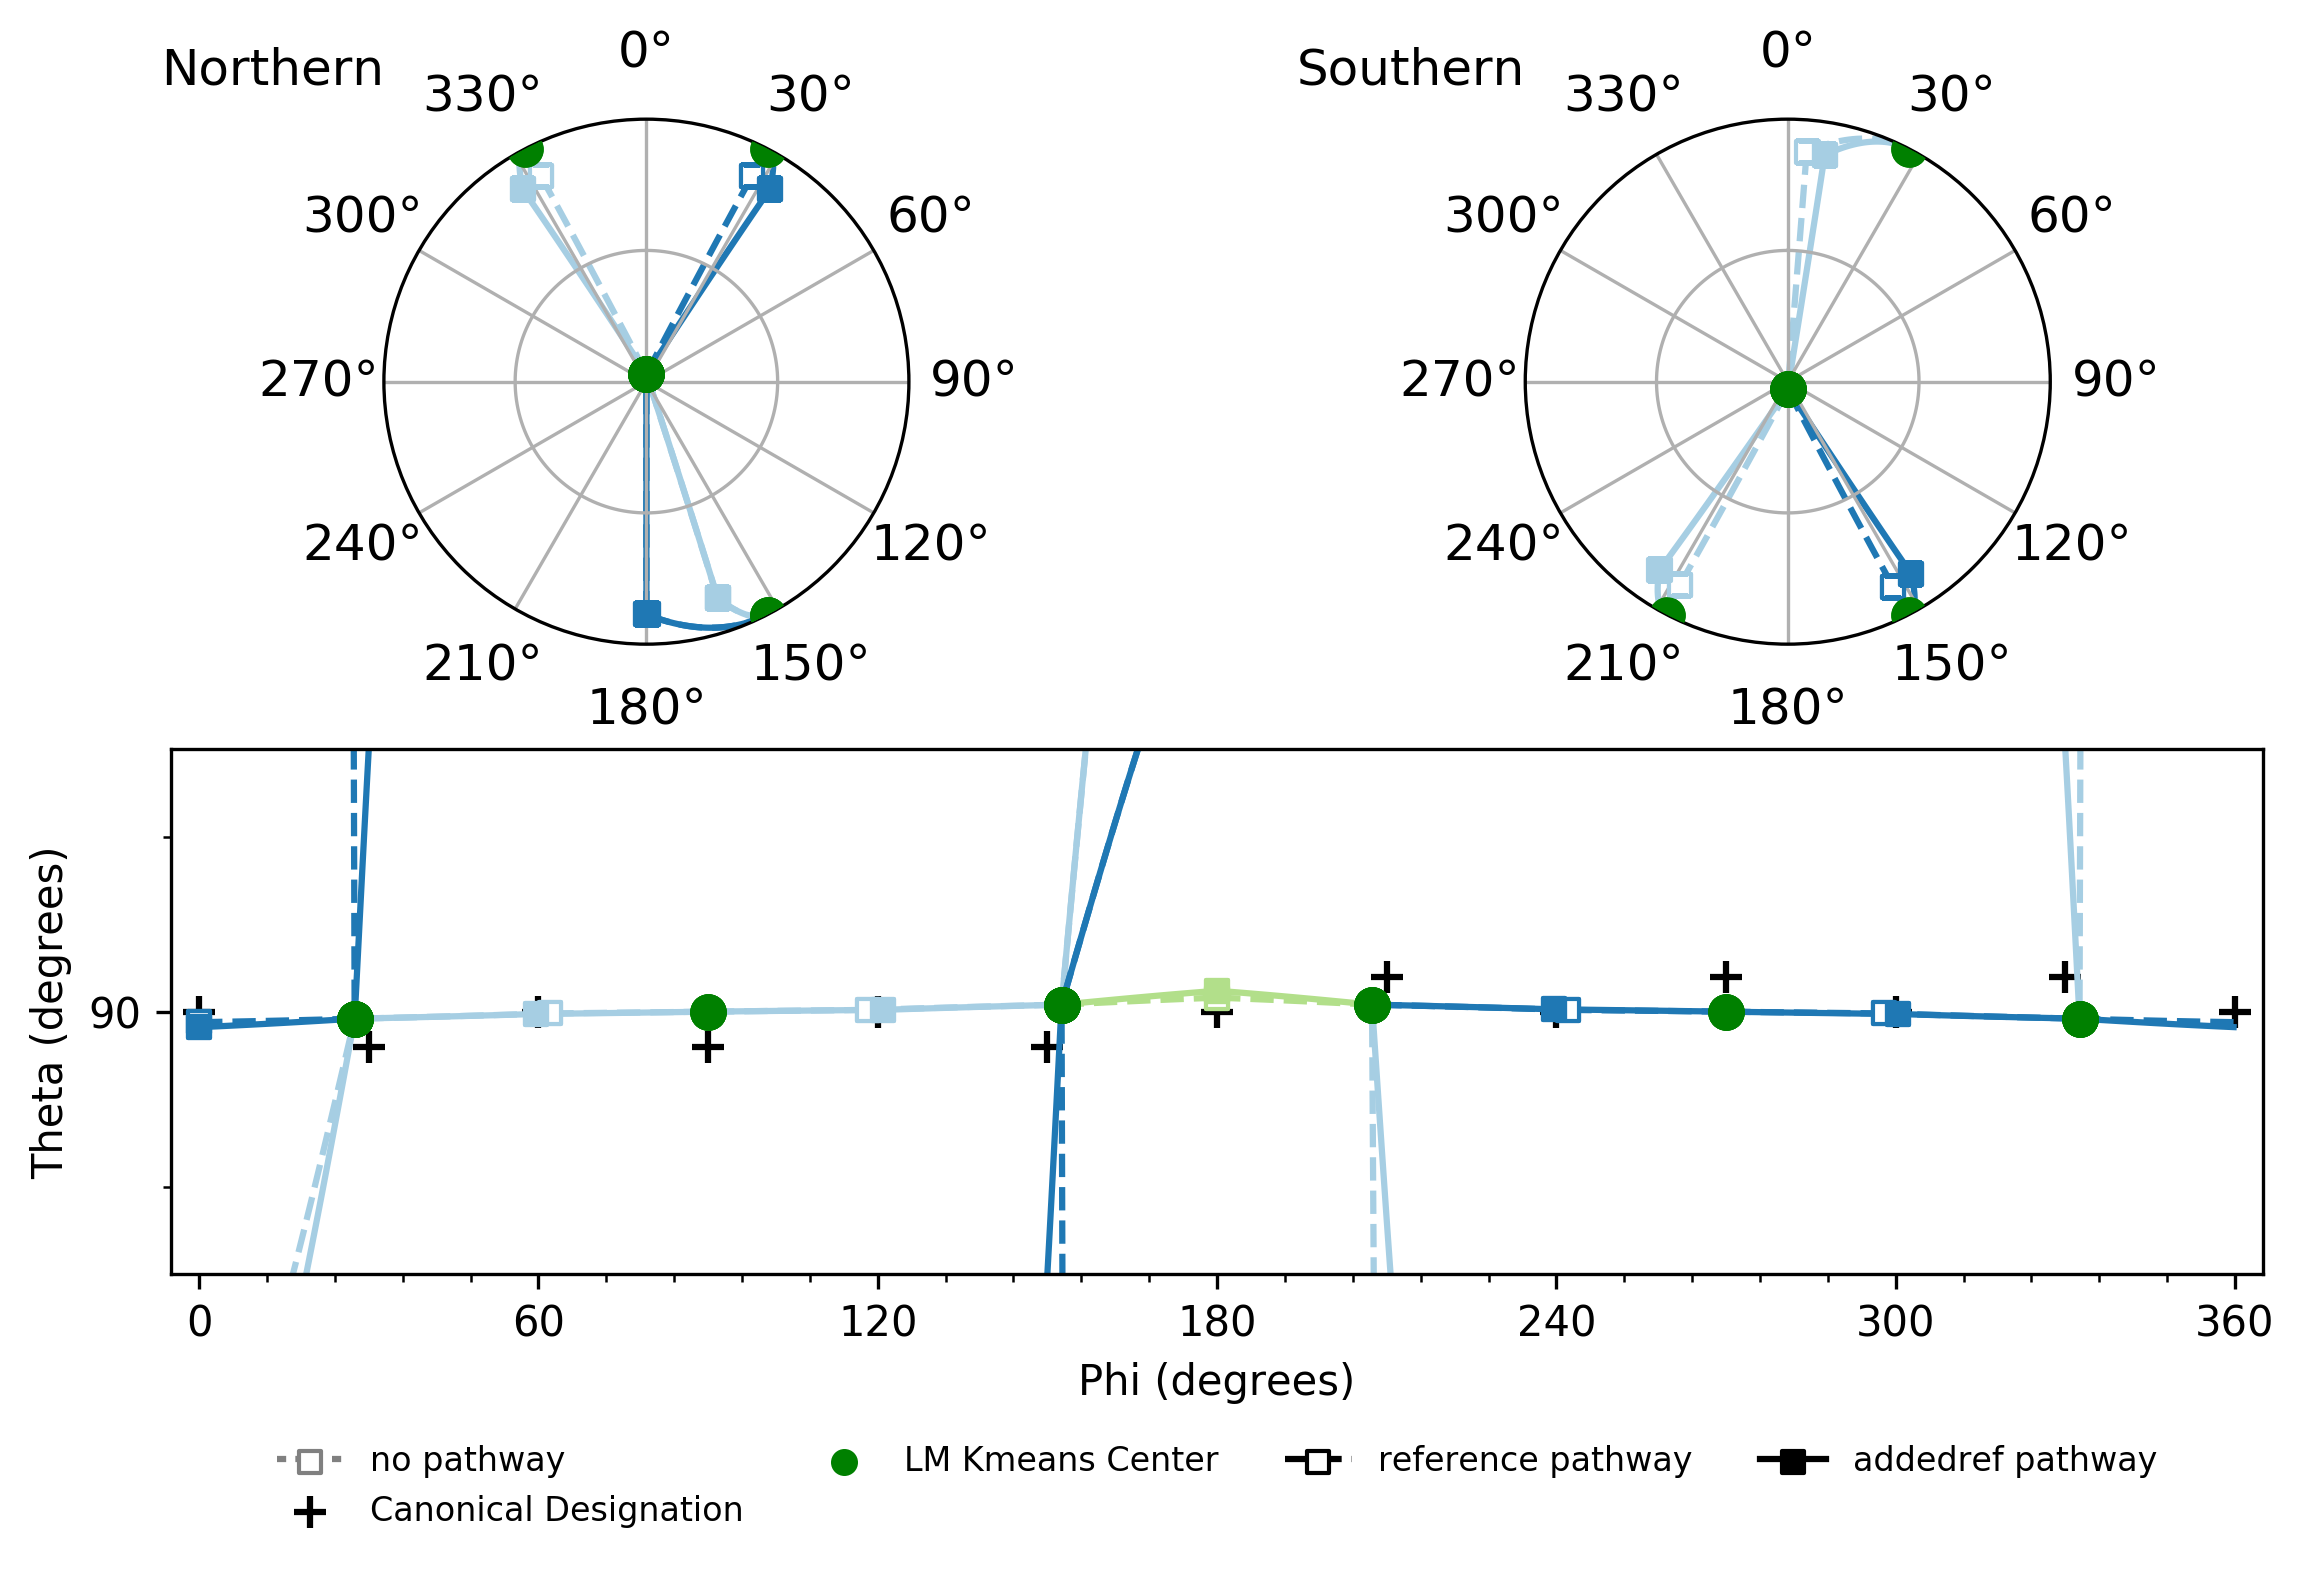 Northern
0°
330°
30°
300°
60°
270°
90°
240°
120°
210°
150°
180°
Southern
0°
330°
30°
300°
60°
270°
90°
240°
120°
210°
150°
180°
Theta (degrees)
90
0 60 120 180 240 300 360
Phi (degrees)
no pathway
Canonical Designation
LM Kmeans Center
reference pathway
addedref pathway